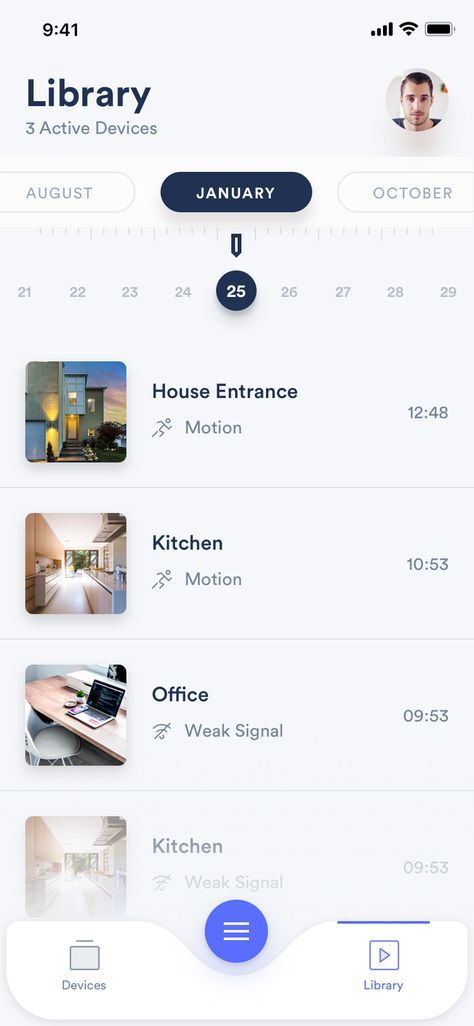 9:41
Library
3 Active Devices
AUGUST
JANUARY
OCTOBER
21 22 23 24 25 26 27 28 29
House Entrance
Motion
12:48
Kitchen
Motion
10:53
Office
Weak Signal
09:53
Kitchen
Weak Signal
09:53
Devices
Library